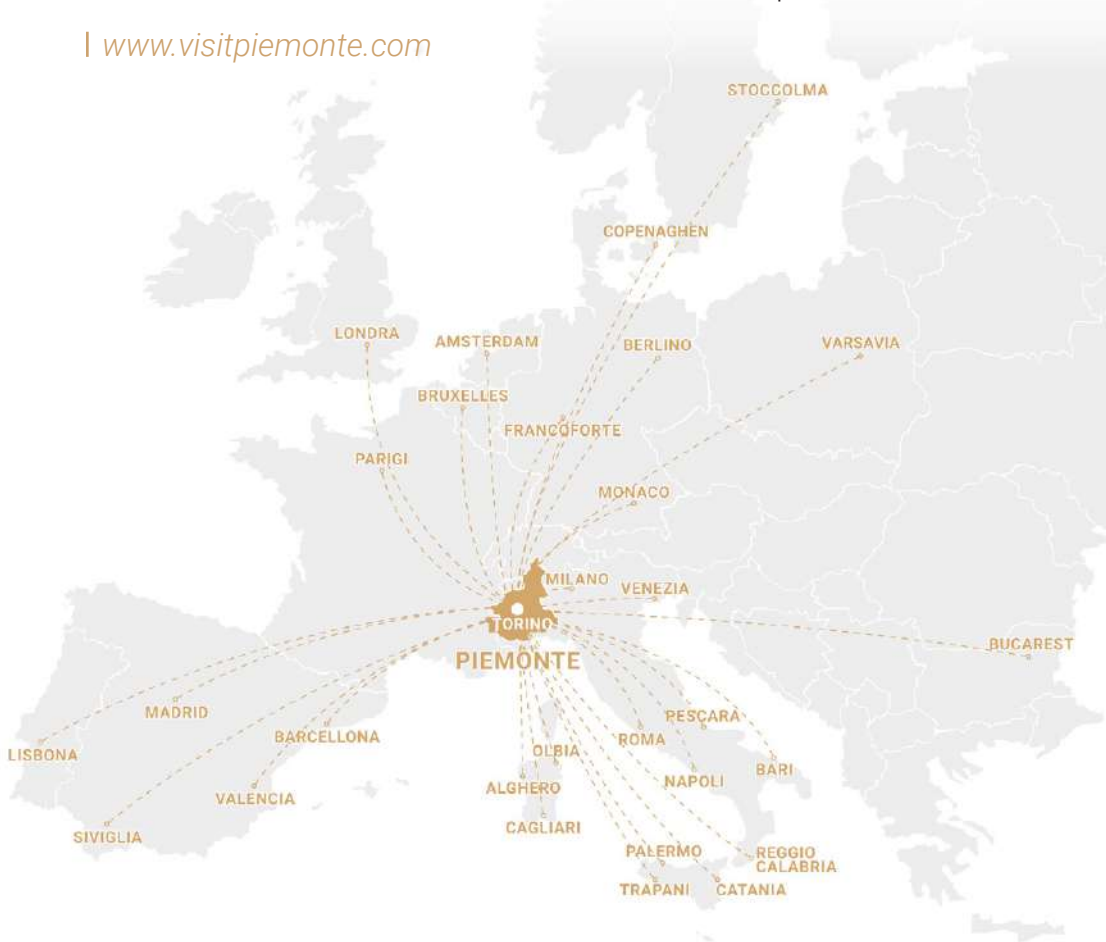 | www.visitpiemonte.com
STOCCOLMA
COPENAGHEN
LONDRA
AMSTERDAM
BERLINO
VARSAVIA
BRUXELLES
FRANCOFORTE
PARIGI
MONACO
MILANO
VENEZIA
TORINO
BUCAREST
PIEMONTE
MADRID
PESCARA
BARCELLONA
ROMA
LISBONA
OLBIA
BARI
NAPOLI
ALGHERO
VALENCIA
CAGLIARI
SIVIGLIA
PALERMO
REGGIO
CALABRIA
TRAPANI
CATANIA